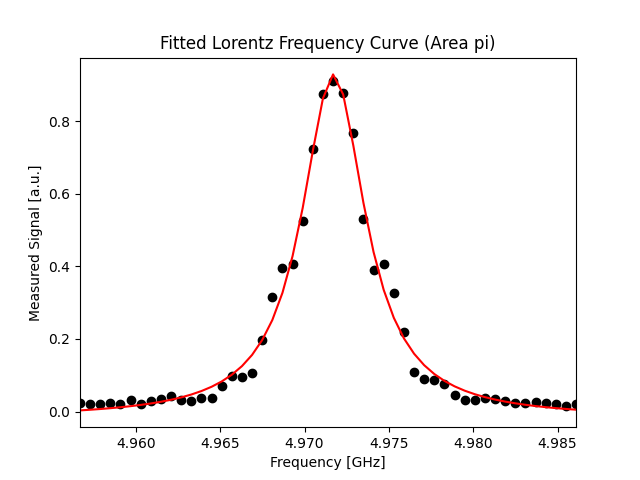 Fitted Lorentz Frequency Curve (Area pi)
Measured Signal [a.u.]
0.8
0.6
0.4
0.2
0.0
4.960 4.965 4.970 4.975 4.980 4.985
Frequency [GHz]